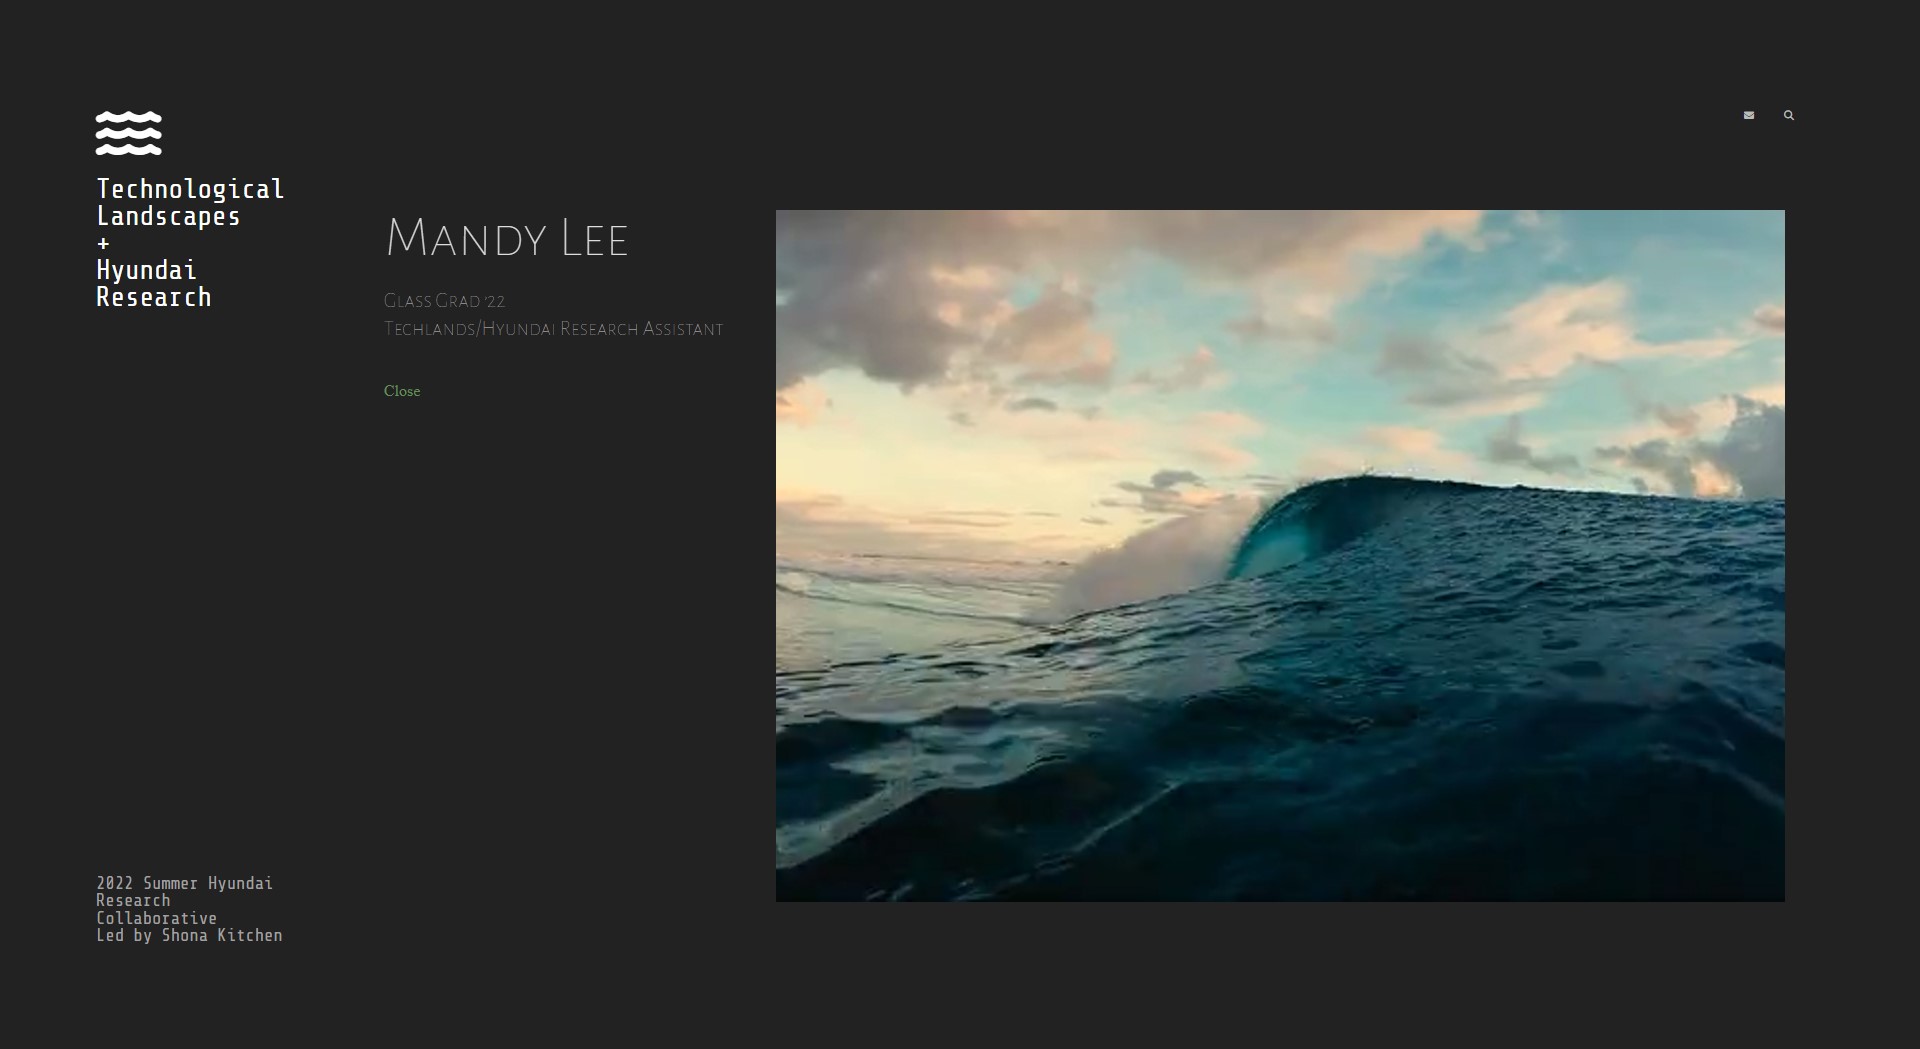 Technological
Landscapes
+
Hyundai
Research
Mandy Lee
Glass Grad '22
Techlands/Hyundai Research Assistant
Close
2022 Summer Hyundai
Research
Collaborative
Led by Shona Kitchen